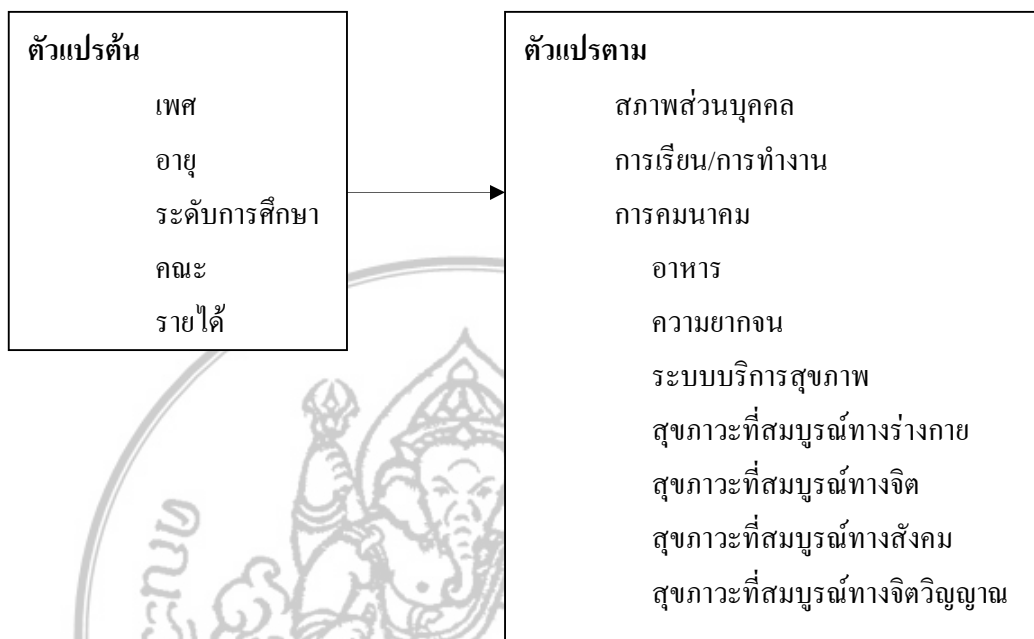 ตัวแปรต้น
เพศ
อายุ
ระดับการศึกษา
คณะ
รายได้
ตัวแปรตาม
สภาพส่วนบุคคล
การเรียน/การทำงาน
การคมนาคม
อาหาร
ความยากจน
ระบบบริการสุขภาพ
สุขภาวะที่สมบูรณ์ทางร่างกาย
สุขภาวะที่สมบูรณ์ทางจิต
สุขภาวะที่สมบูรณ์ทางสังคม
สุขภาวะที่สมบูรณ์ทางจิตวิญญาณ